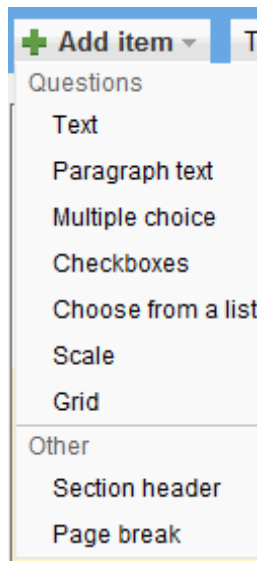 Add item
Questions
Text
Paragraph text
Multiple choice
Checkboxes
Choose from a list
Scale
Grid
Other
Section header
Page break